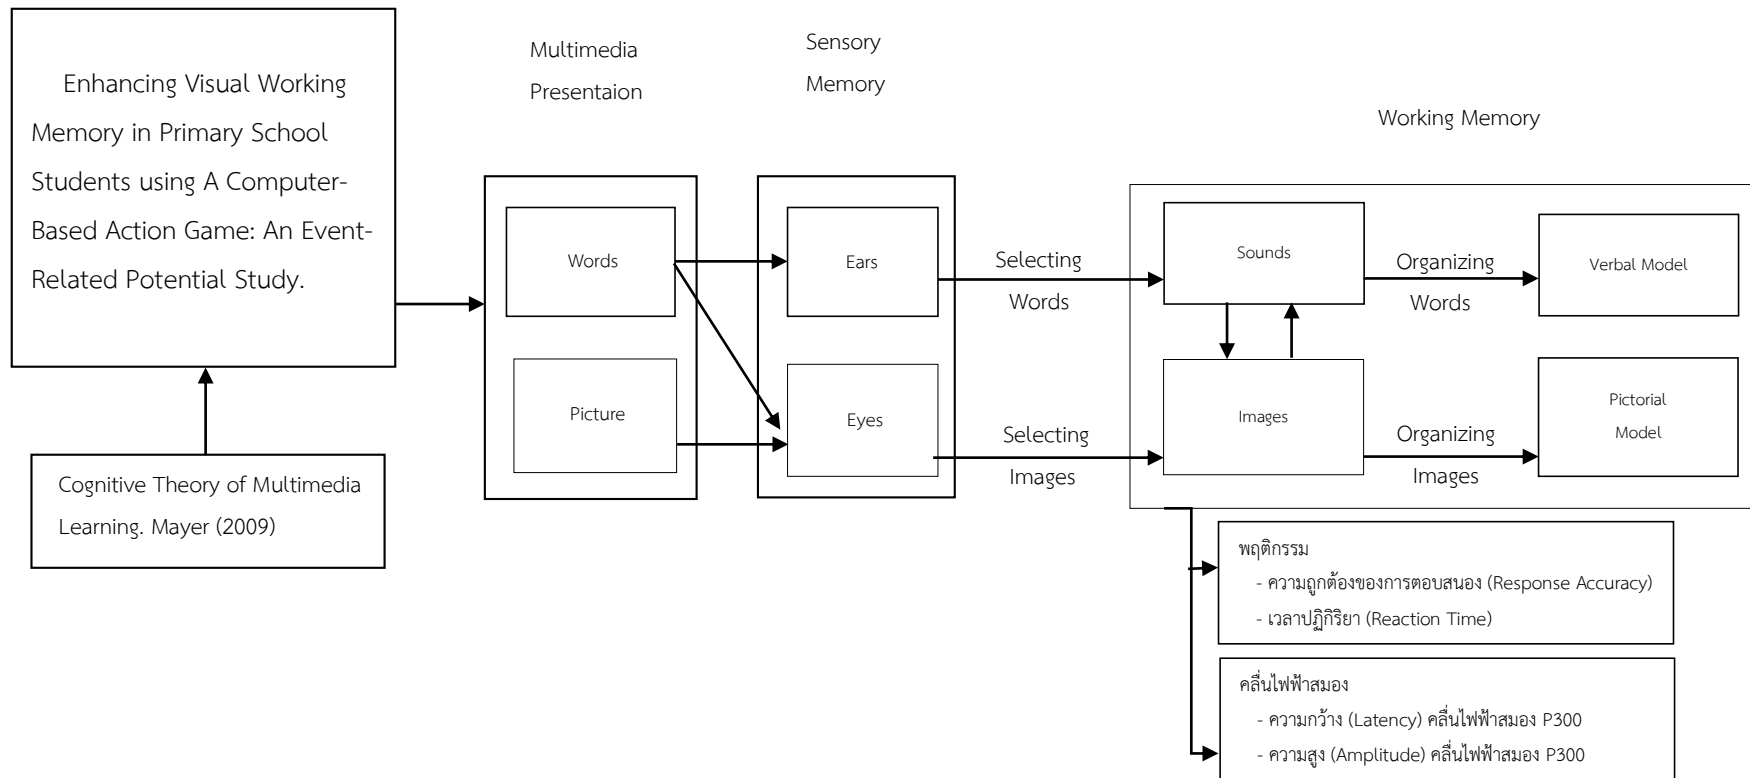 Enhancing Visual Working
Memory in Primary School
Students using A Computer-
Based Action Game: An Event-
Related Potential Study.
Cognitive Theory of Multimedia
Learning. Mayer (2009)
Multimedia
Presentaion
Words
Picture
Sensory
Memory
Ears
Eyes
Selecting
Words
Selecting
Images
Working Memory
Sounds
Images
Organizing
Words
Organizing
Images
Verbal Model
Pictorial
Model
พฤติกรรม
- ความถูกต้องของการตอบสนอง (Response Accuracy)
- เวลาปฏิกิริยา (Reaction Time)
คลื่นไฟฟ้าสมอง
- ความกว้าง (Latency) คลื่นไฟฟ้าสมอง P300
- ความสูง (Amplitude) คลื่นไฟฟ้าสมอง P300